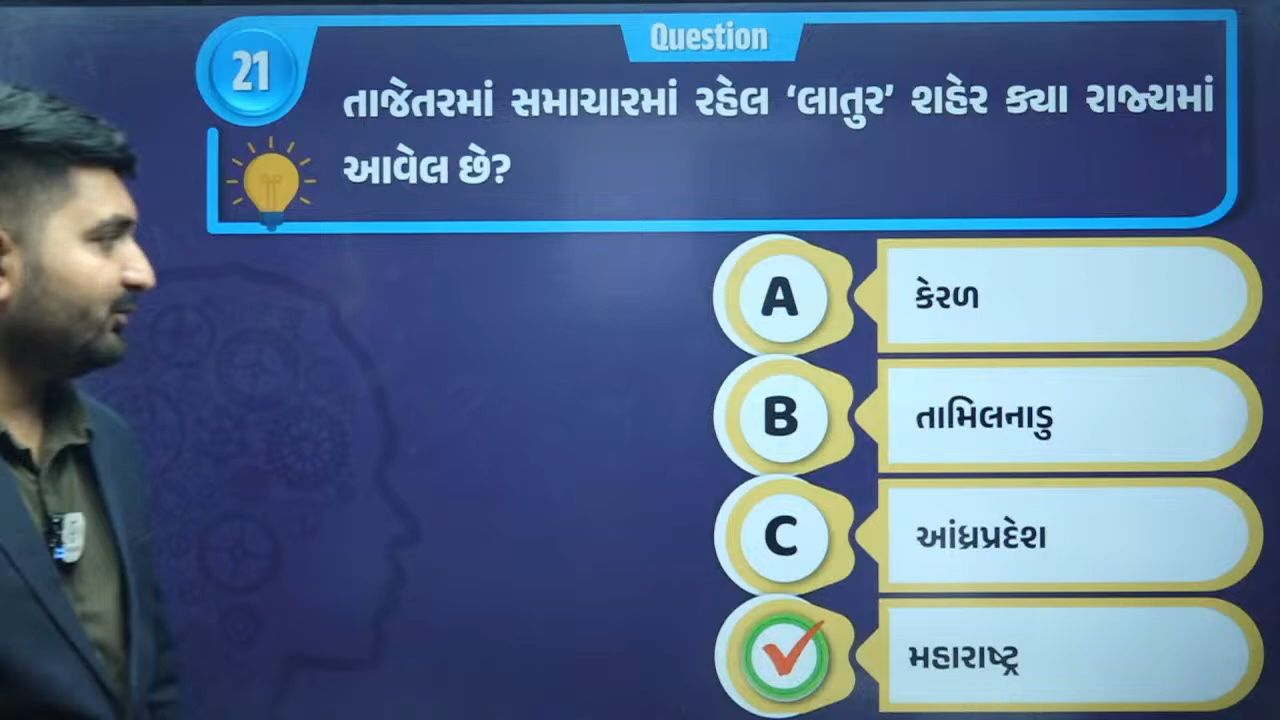 21
Question
તાજેતરમાં સમાચારમાં રહેલ ‘લાતુર’ શહેર ક્યા રાજ્યમાં
આવેલ છે?
A કેરળ
B તામિલનાડુ
C આંધ્રપ્રદેશ
મહારાષ્ટ્ર